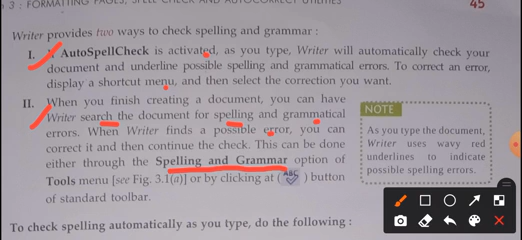 3 : FORMATTING PAGES, SPELL CHECK AND AUTOCORRECT UTILITIES 45
Writer provides two ways to check spelling and grammar :
I. AutoSpellCheck is activated, as you type, Writer will automatically check your
document and underline possible spelling and grammatical errors. To correct an error,
display a shortcut menu, and then select the correction you want.
II. When you finish creating a document, you can have
Writer search the document for spelling and grammatical
errors. When Writer finds a possible error, you can
correct it and then continue the check. This can be done
either through the Spelling and Grammar option of
Tools menu [see Fig. 3.1(a)] or by clicking at ( ABC ) button
of standard toolbar.
NOTE
As you type the document,
Writer uses wavy red
underlines to indicate
possible spelling errors.
To check spelling automatically as you type, do the following :